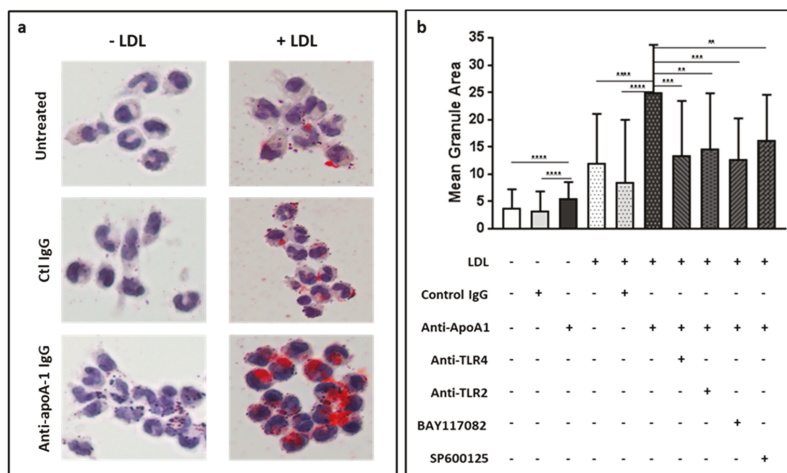 a
- LDL + LDL
Untreated
Ctl IgG
Anti-apoA-1 IgG
b
Mean Granule Area
35
30
25
20
15
10
5
0
**** **** **** **** *** ** *** **
LDL - - - + + + + + + +
Control IgG - + - - + - - - - -
Anti-ApoA1 - - + - - + + + + +
Anti-TLR4 - - - - - - + - - -
Anti-TLR2 - - - - - - - + - -
BAY117082 - - - - - - - - + -
SP600125 - - - - - - - - - +